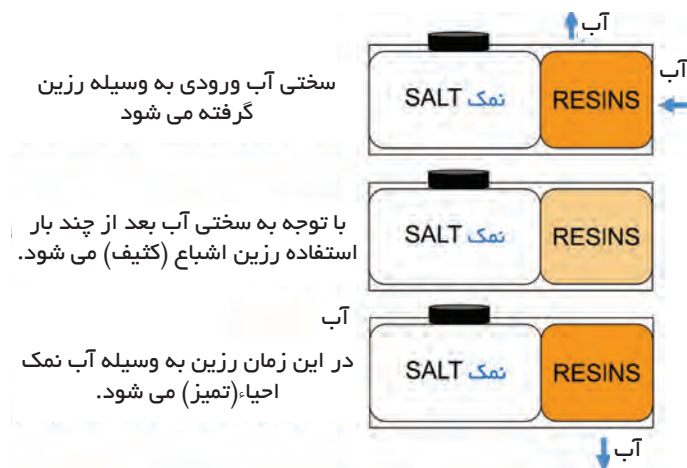 آب
آب
سختی آب ورودی به وسیله رزین
گرفته می شود
SALT نمک
RESINS
با توجه به سختی آب بعد از چند بار
استفاده رزین اشباع (کثیف) می شود.
SALT نمک
RESINS
آب
در این زمان رزین به وسیله آب نمک
احیاء(تمیز) می شود.
SALT نمک
RESINS
آب